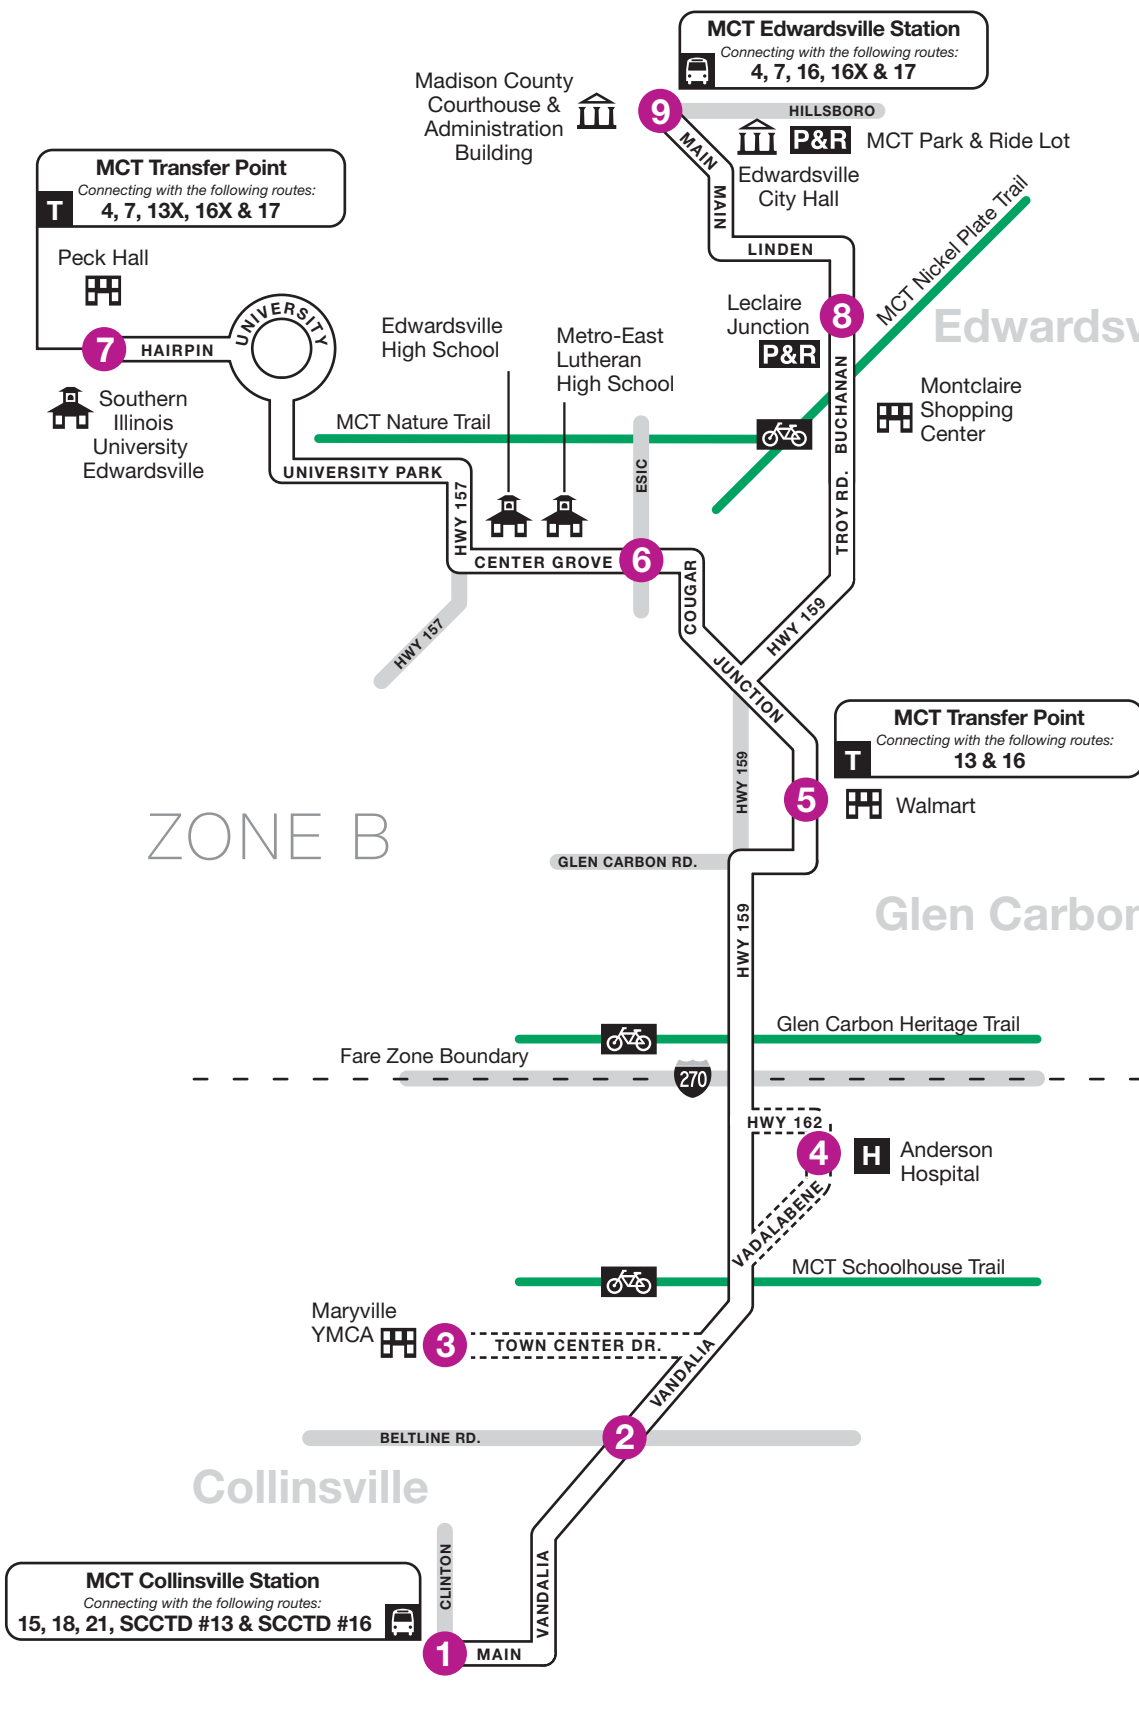 MCT Edwardsville Station
Connecting with the following routes:
4, 7, 16, 16X & 17
Madison County
Courthouse &
Administration
Building
9
HILLSBORO
MAIN
P&R MCT Park & Ride Lot
Edwardsville
City Hall
MAIN
LINDEN
MCT Transfer Point
Connecting with the following routes:
T
4, 7, 13X, 16X & 17
Peck Hall
7
HAIRPIN
UNIVERSITY
Southern
Illinois
University
Edwardsville
Edwardsville
High School
Metro-East
Lutheran
High School
MCT Nickel Plate Trail
Leclaire
Junction
P&R
8
Edwardsv
BUCHANAN
Montclaire
Shopping
Center
MCT Nature Trail
UNIVERSITY PARK
HWY 157
ESIC
TROY RD.
CENTER GROVE
6
COUGAR
HWY 159
HWY 157
JUNCTION
MCT Transfer Point
Connecting with the following routes:
T
13 & 16
HWY 159
5
Walmart
ZONE B
GLEN CARBON RD.
Glen Carbon
HWY 159
Glen Carbon Heritage Trail
Fare Zone Boundary
270
HWY 162
4
H
Anderson
Hospital
VADALABENE
MCT Schoolhouse Trail
Maryville
YMCA
3
TOWN CENTER DR.
VANDALIA
BELTLINE RD.
2
Collinsville
CLINTON
VANDALIA
MCT Collinsville Station
Connecting with the following routes:
15, 18, 21, SCCTD #13 & SCCTD #16
1
MAIN